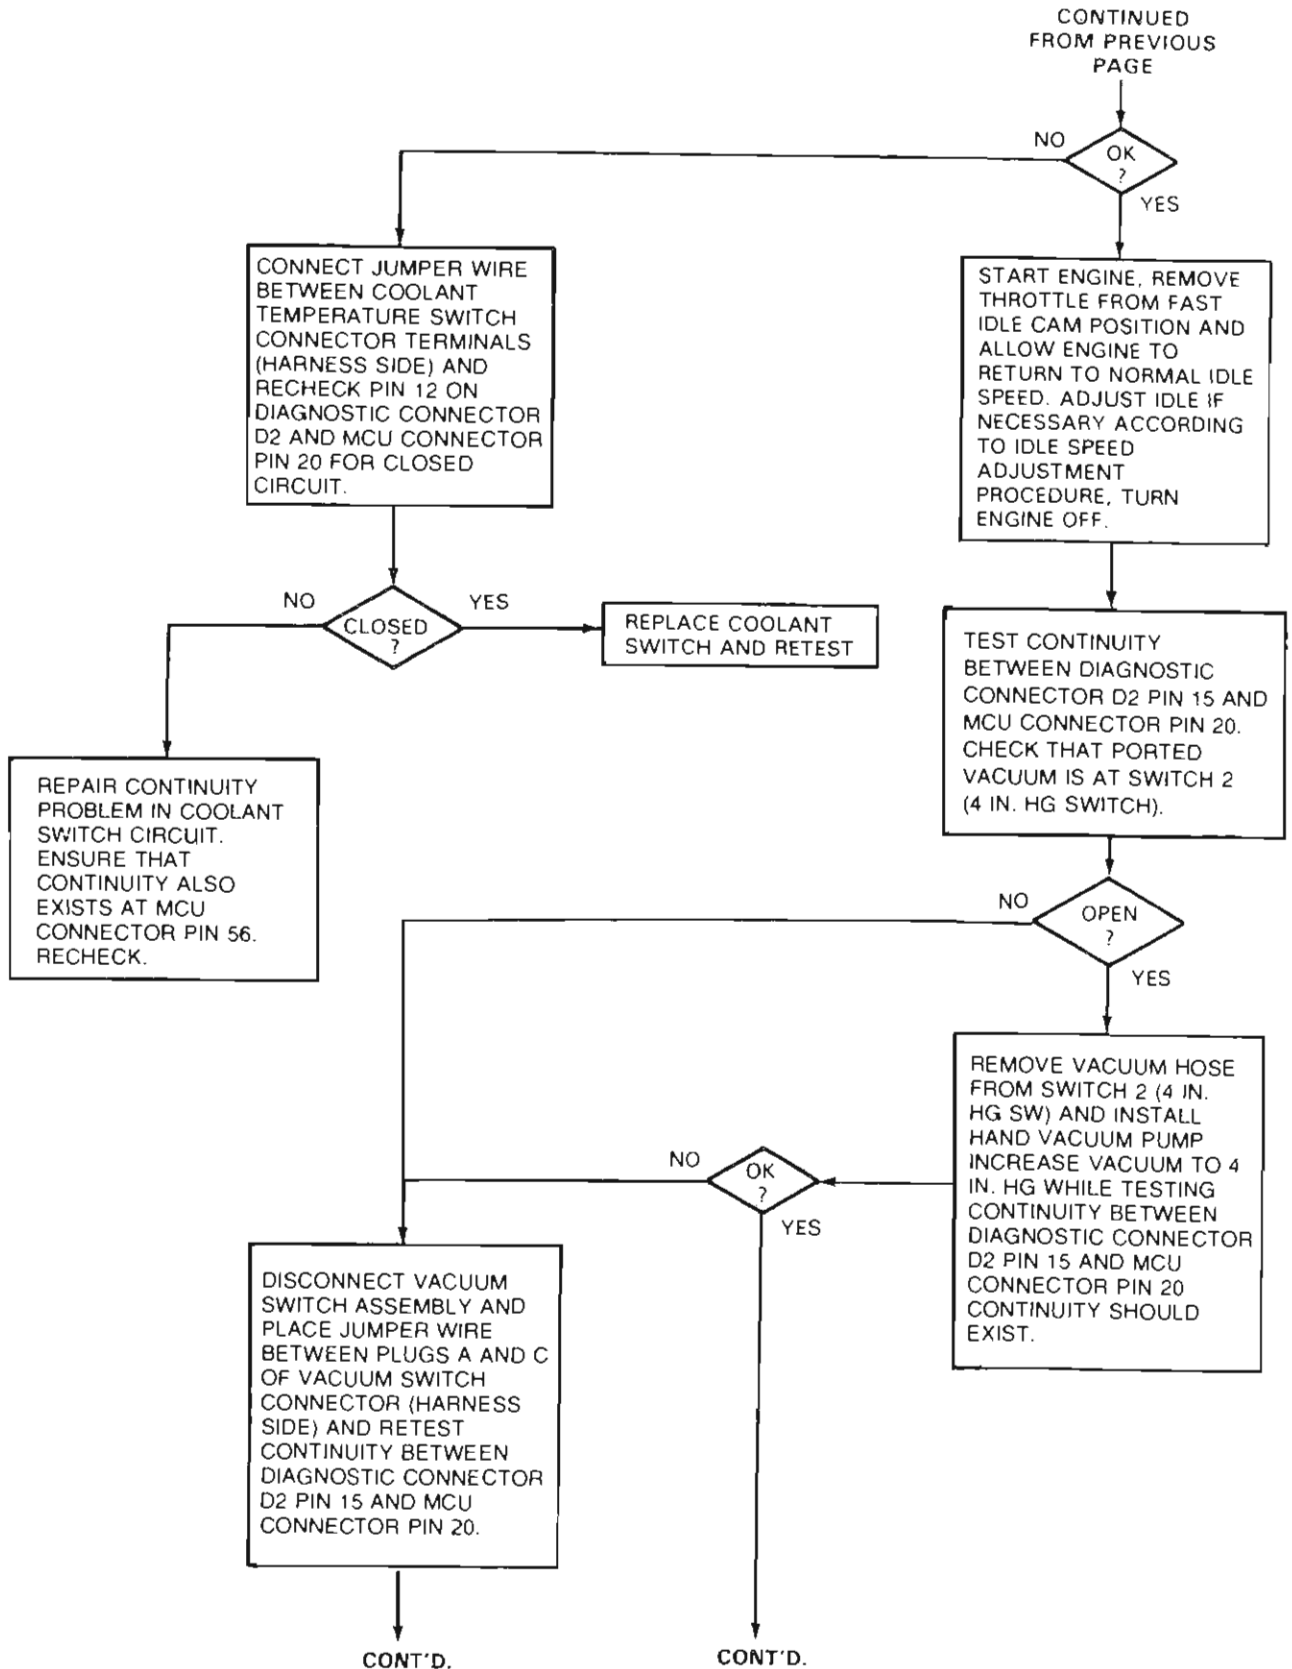 CONTINUED
FROM PREVIOUS
PAGE
OK
?
NO
YES
CONNECT JUMPER WIRE
BETWEEN COOLANT
TEMPERATURE SWITCH
CONNECTOR TERMINALS
(HARNESS SIDE) AND
RECHECK PIN 12 ON
DIAGNOSTIC CONNECTOR
D2 AND MCU CONNECTOR
PIN 20 FOR CLOSED
CIRCUIT.
START ENGINE, REMOVE
THROTTLE FROM FAST
IDLE CAM POSITION AND
ALLOW ENGINE TO
RETURN TO NORMAL IDLE
SPEED. ADJUST IDLE IF
NECESSARY ACCORDING
TO IDLE SPEED
ADJUSTMENT
PROCEDURE, TURN
ENGINE OFF.
NO
CLOSED
?
YES
REPLACE COOLANT
SWITCH AND RETEST
TEST CONTINUITY
BETWEEN DIAGNOSTIC
CONNECTOR D2 PIN 15 AND
MCU CONNECTOR PIN 20.
CHECK THAT PORTED
VACUUM IS AT SWITCH 2
(4 IN. HG SWITCH).
REPAIR CONTINUITY
PROBLEM IN COOLANT
SWITCH CIRCUIT.
ENSURE THAT
CONTINUITY ALSO
EXISTS AT MCU
CONNECTOR PIN 56.
RECHECK.
NO
OPEN
?
YES
REMOVE VACUUM HOSE
FROM SWITCH 2 (4 IN.
HG SW) AND INSTALL
HAND VACUUM PUMP
INCREASE VACUUM TO 4
IN. HG WHILE TESTING
CONTINUITY BETWEEN
DIAGNOSTIC CONNECTOR
D2 PIN 15 AND MCU
CONNECTOR PIN 20
CONTINUITY SHOULD
EXIST.
NO
OK
?
YES
DISCONNECT VACUUM
SWITCH ASSEMBLY AND
PLACE JUMPER WIRE
BETWEEN PLUGS A AND C
OF VACUUM SWITCH
CONNECTOR (HARNESS
SIDE) AND RETEST
CONTINUITY BETWEEN
DIAGNOSTIC CONNECTOR
D2 PIN 15 AND MCU
CONNECTOR PIN 20.
CONT'D.
CONT'D.